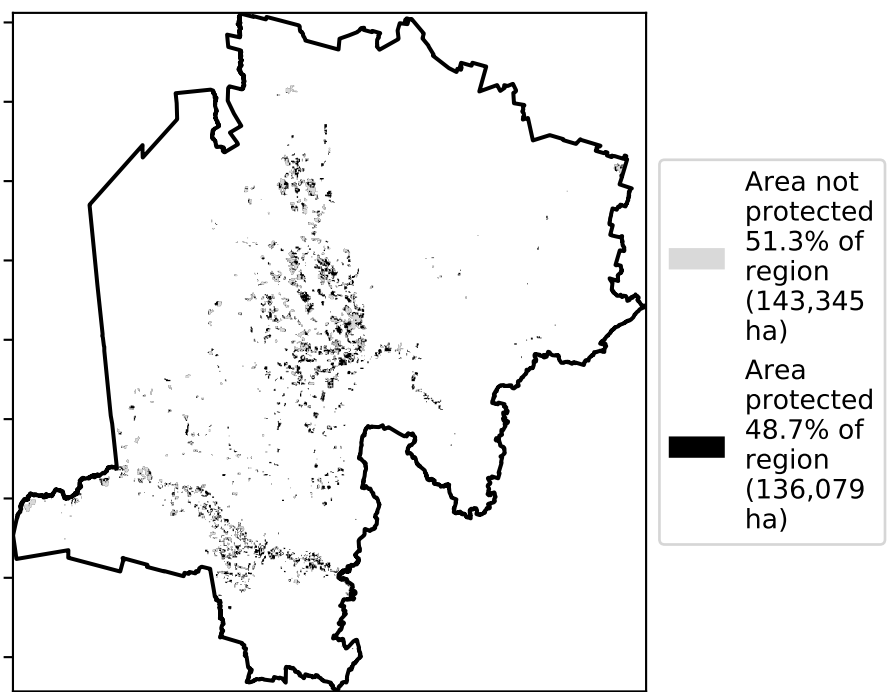 Area not
protected
51.3% of
region
(143,345
ha)
Area
protected
48.7% of
region
(136,079
ha)